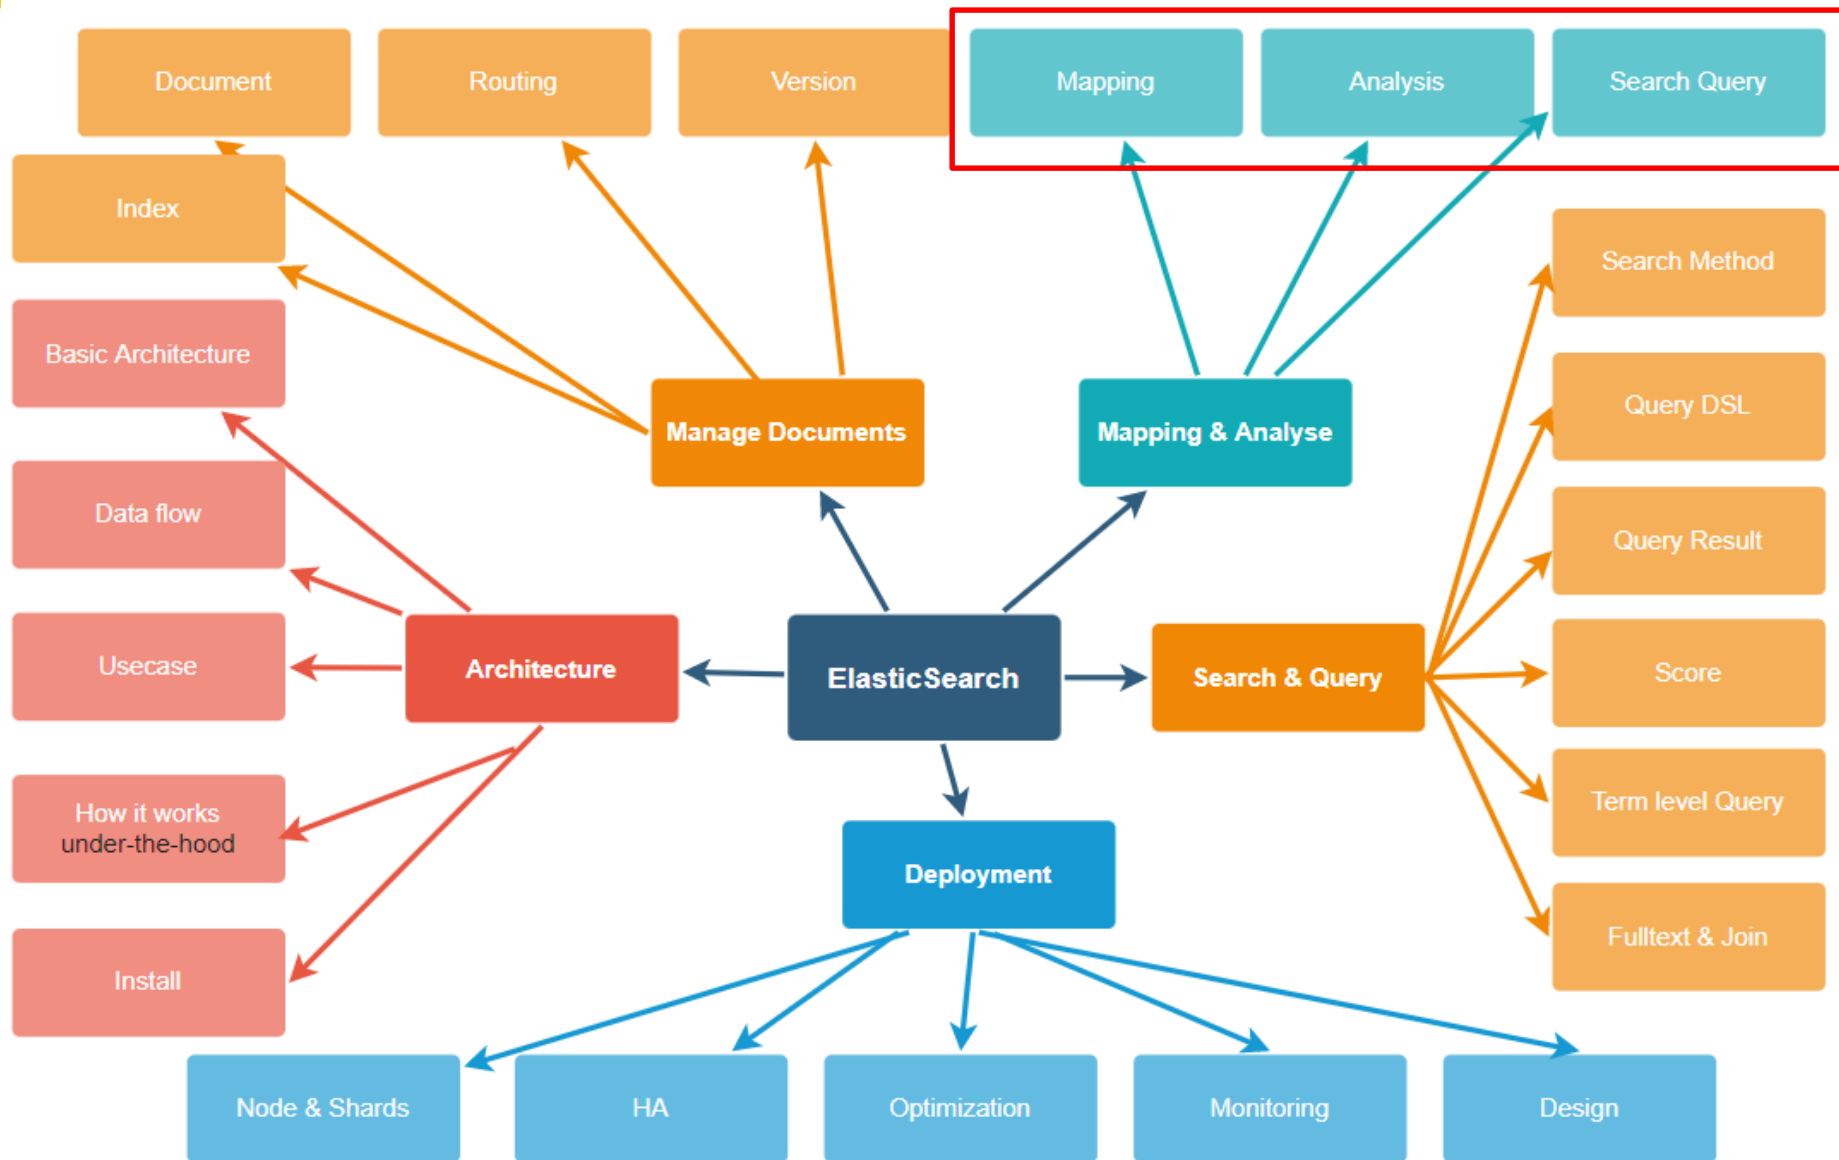 Document
Routing
Version
Mapping
Analysis
Search Query
Index
Search Method
Basic Architecture
Query DSL
Manage Documents
Mapping & Analyse
Data flow
Query Result
Usecase
Architecture
ElasticSearch
Search & Query
Score
How it works
under-the-hood
Term level Query
Deployment
Fulltext & Join
Install
Node & Shards
HA
Optimization
Monitoring
Design